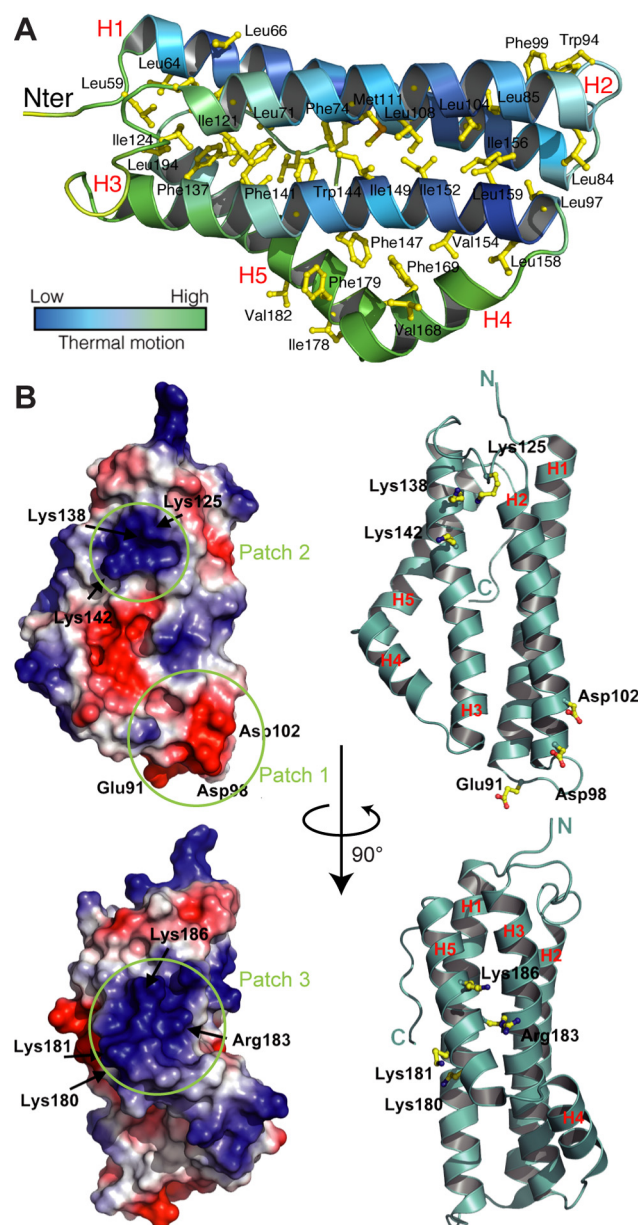 A
H1
Leu66
Phe99
Trp94
Leu64
Leu59
H2
Nter
Ile121
Leu71
Phe74
Met111
Leu108
Leu104
Leu85
Ile124
Ile156
Leu194
H3
Phe137
Phe141
Trp144
Ile149
Ile152
Leu159
Leu84
Leu97
Phe147
Val154
Leu158
H5
Phe179
Phe169
Val182
Val168
H4
Ile178
Low
High
Thermal motion
B
N
Lys125
Lys138
Patch 2
Lys142
Lys125
H1
Lys138
H2
Lys142
C
H5
H4
H3
Asp102
Asp102
Patch 1
Glu91
Asp98
Glu91
Asp98
90°
N
Lys186
Patch 3
Arg183
Lys181
Lys180
H1
H3
H5
H2
Lys186
C
Arg183
Lys181
Lys180
H4